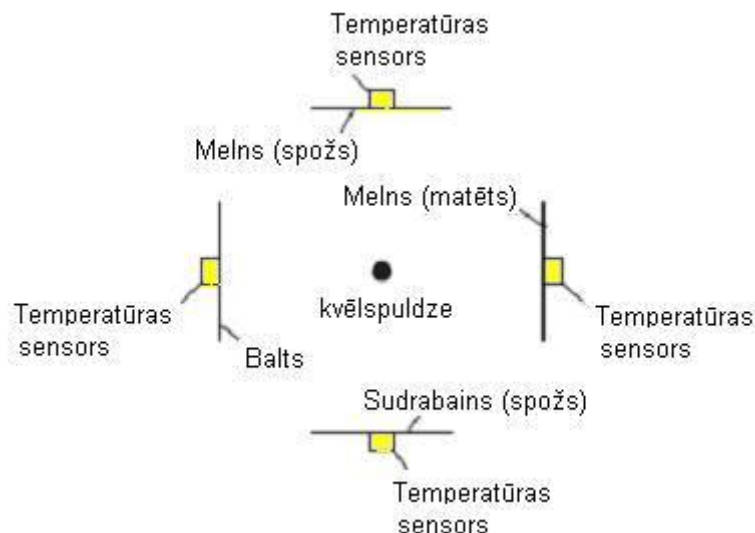 Temperatūras
sensors
Melns (spožs)
Melns (matēts)
kvēlspuldze
Temperatūras
sensors
Balts
Temperatūras
sensors
Sudrabains (spožs)
Temperatūras
sensors